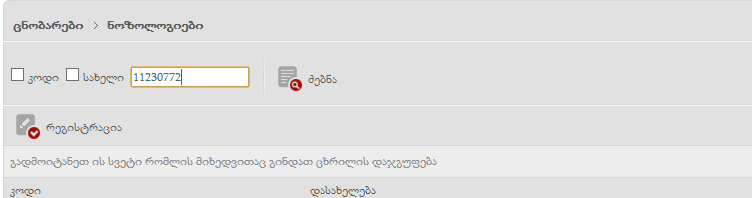 ცნობარები > ნოზოლოგიები
კოდი სახელი 11230772 ძებნა
რეგისტრაცია
გადმოიტანეთ ის სვეტი რომლის მიხედვითაც გინდათ ცხრილის დაჯგუფება
კოდი დასახელება